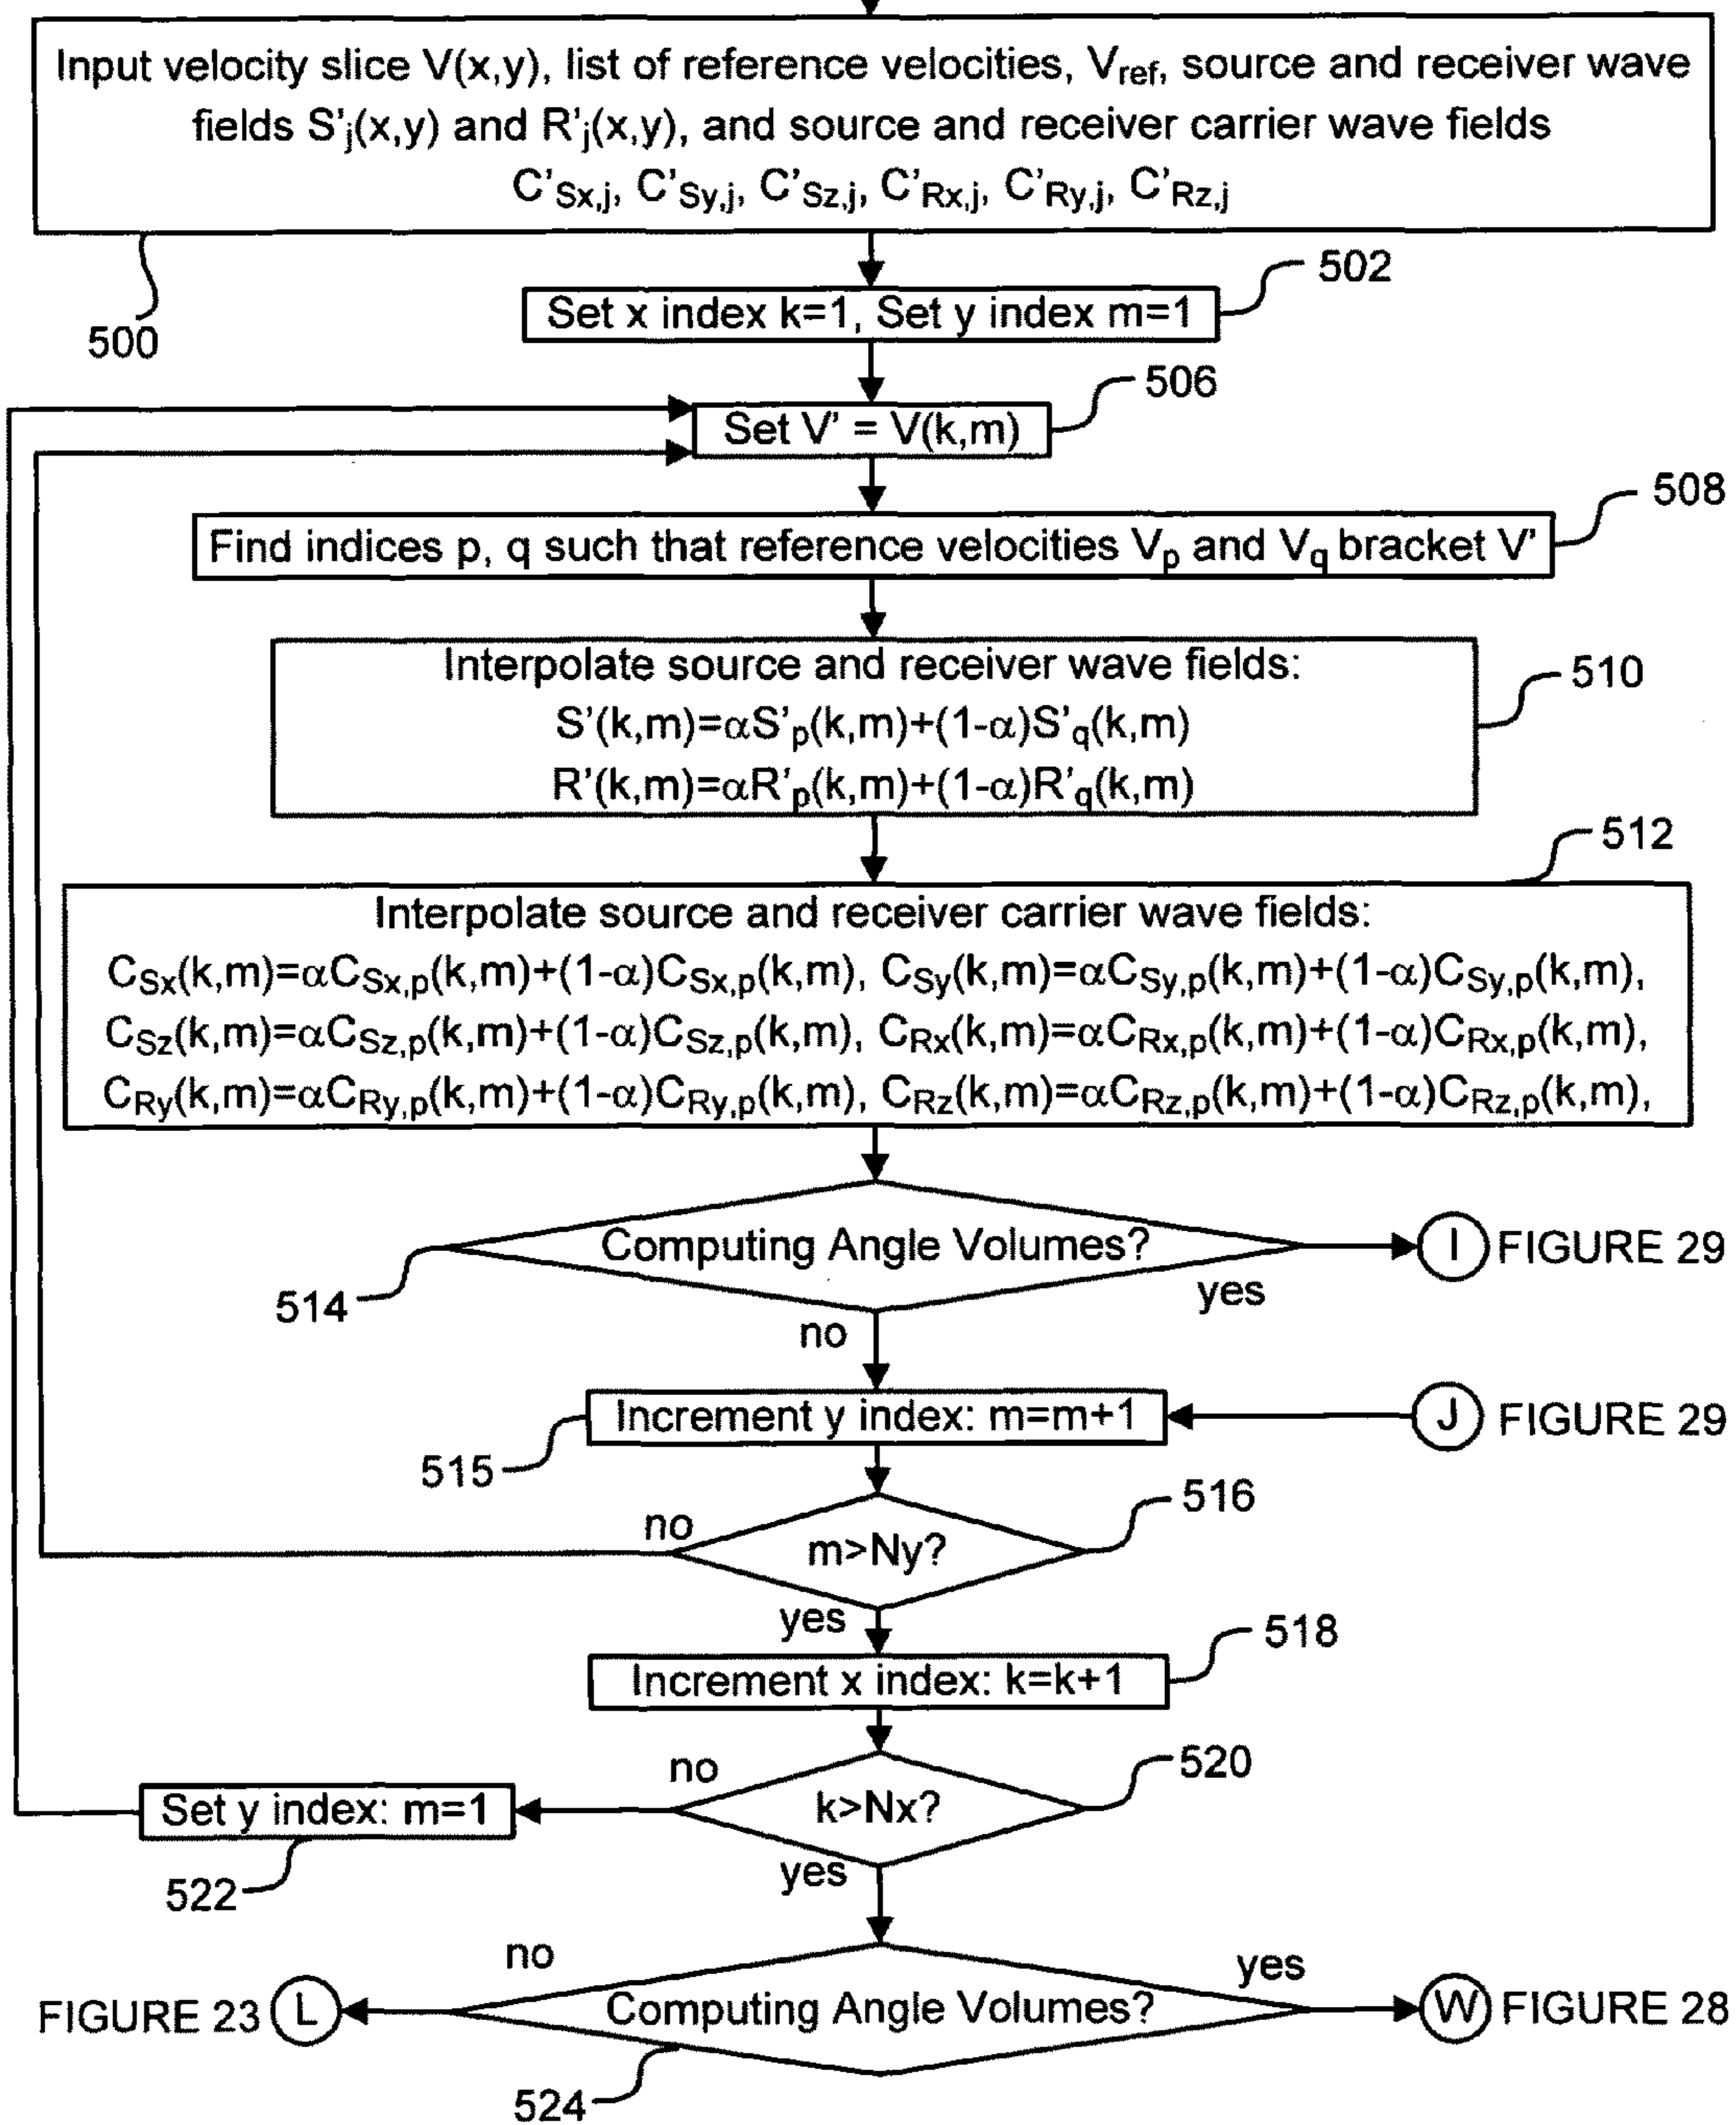 Input velocity slice V(x,y), list of reference velocities, Vref, source and receiver wave
fields S'j(x,y) and R'j(x,y), and source and receiver carrier wave fields
C'Sx,j, C'Sy,j, C'Sz,j, C'Rx,j, C'Ry,j, C'Rz,j
500
502
Set x index k=1, Set y index m=1
506
Set V' = V(k,m)
508
Find indices p, q such that reference velocities Vp and Vq bracket V'
510
Interpolate source and receiver wave fields:
S'(k,m)=αS'p(k,m)+(1-α)S'q(k,m)
R'(k,m)=αR'p(k,m)+(1-α)R'q(k,m)
512
Interpolate source and receiver carrier wave fields:
CSx(k,m)=αCSx,p(k,m)+(1-α)CSx,p(k,m), CSy(k,m)=αCSy,p(k,m)+(1-α)CSy,p(k,m),
CSz(k,m)=αCSz,p(k,m)+(1-α)CSz,p(k,m), CRx(k,m)=αCRx,p(k,m)+(1-α)CRx,p(k,m),
CRy(k,m)=αCRy,p(k,m)+(1-α)CRy,p(k,m), CRz(k,m)=αCRz,p(k,m)+(1-α)CRz,p(k,m),
Computing Angle Volumes?
I FIGURE 29
514
yes
no
Increment y index: m=m+1
J FIGURE 29
515
516
no
m>Ny?
yes
518
Increment x index: k=k+1
520
no
k>Nx?
Set y index: m=1
522
yes
no
yes
FIGURE 23 L
Computing Angle Volumes?
W FIGURE 28
524